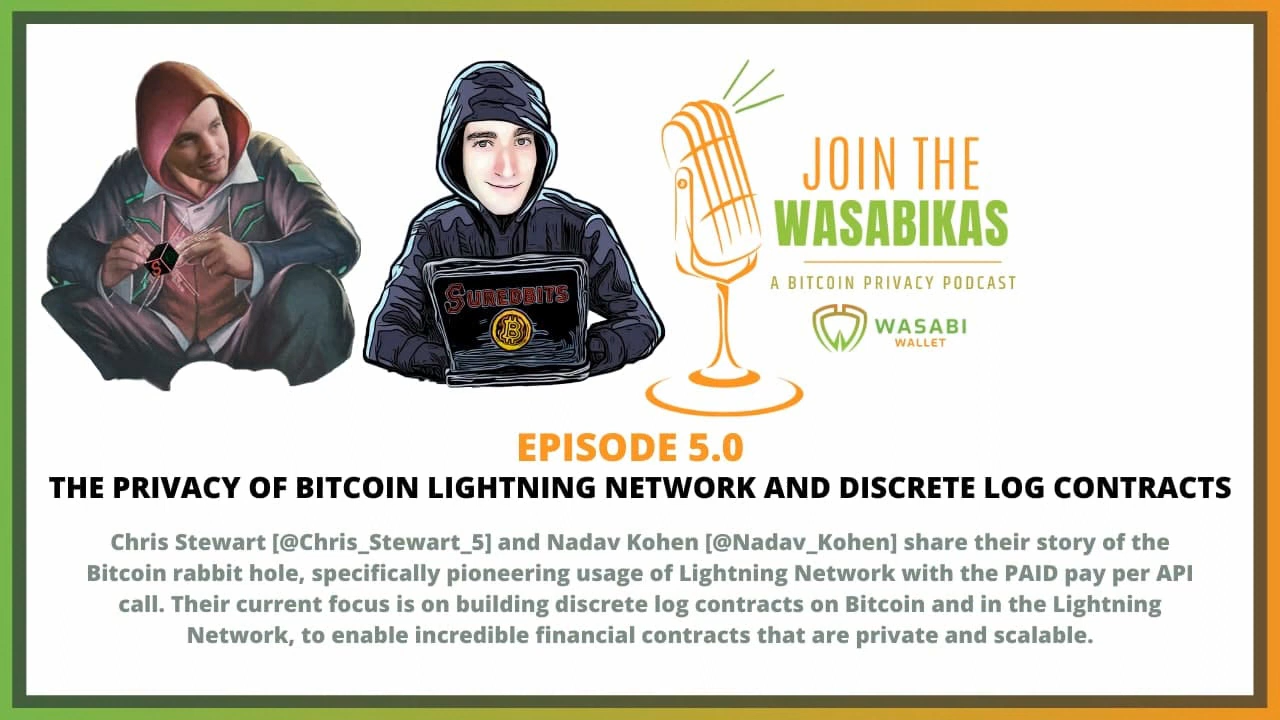 JOIN THE
WASABIKAS
A BITCOIN PRIVACY PODCAST
WASABI
WALLET
S
SUREDBITS
B
EPISODE 5.0
THE PRIVACY OF BITCOIN LIGHTNING NETWORK AND DISCRETE LOG CONTRACTS
Chris Stewart [@Chris_Stewart_5] and Nadav Kohen [@Nadav_Kohen] share their story of the
Bitcoin rabbit hole, specifically pioneering usage of Lightning Network with the PAID pay per API
call. Their current focus is on building discrete log contracts on Bitcoin and in the Lightning
Network, to enable incredible financial contracts that are private and scalable.